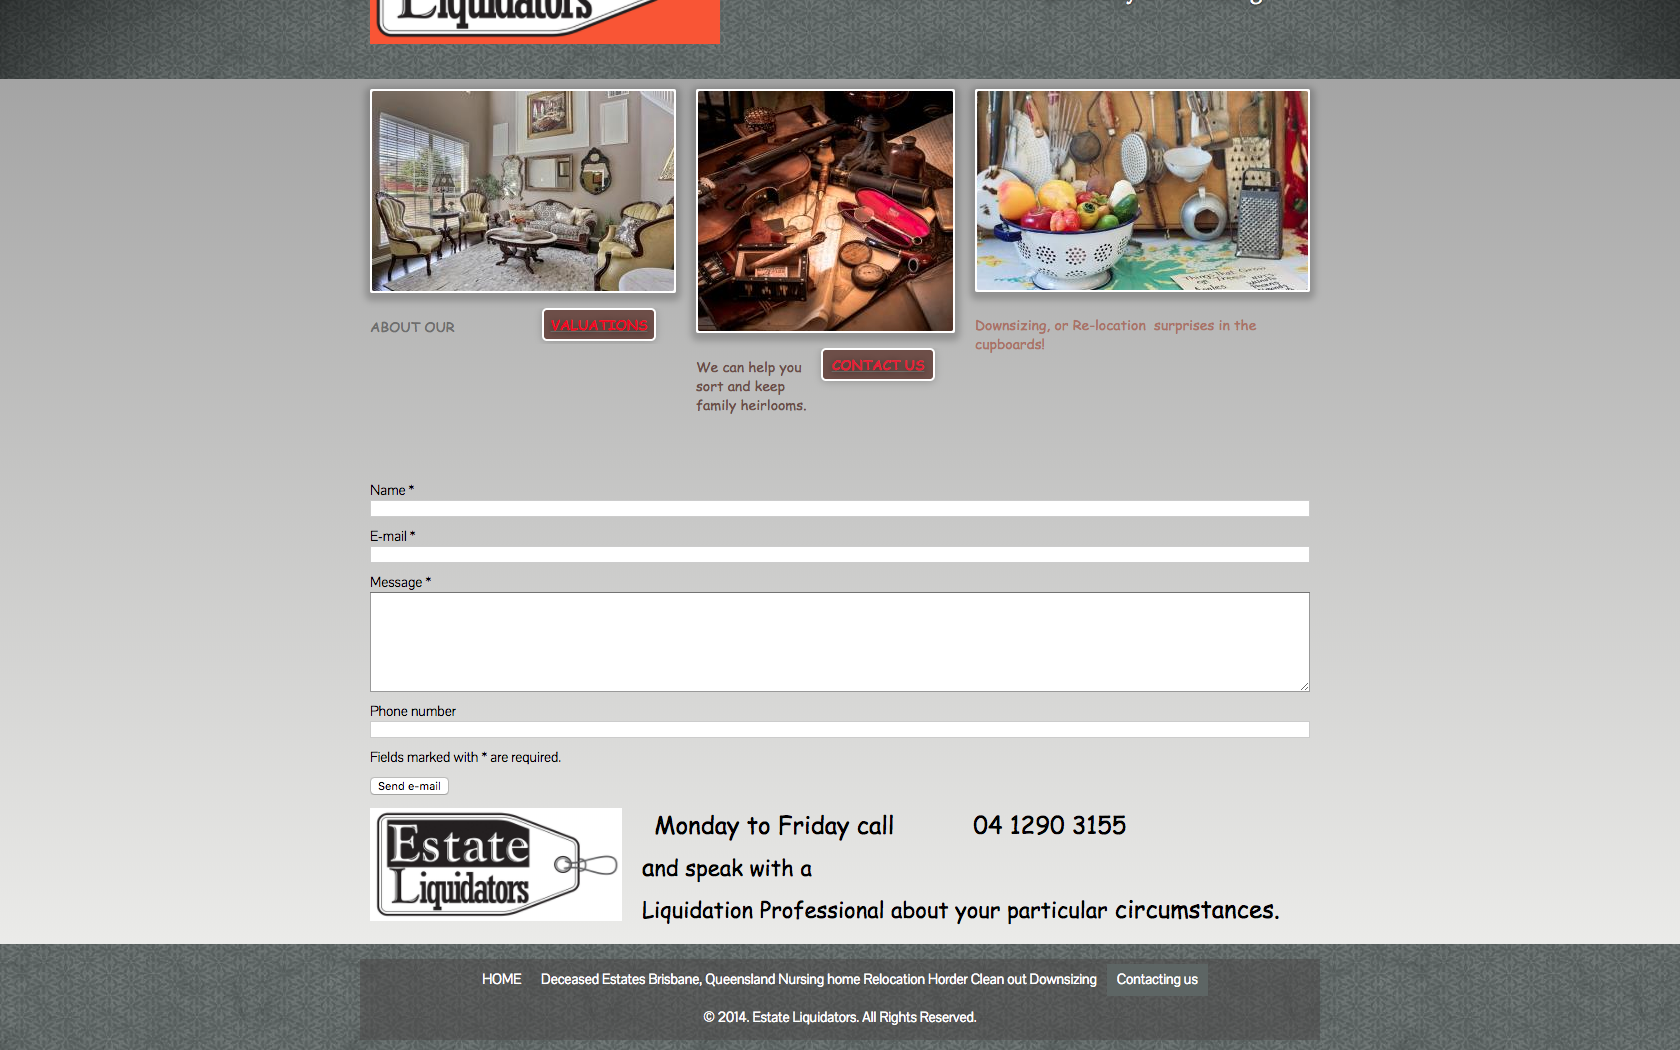 Liquidators
ABOUT OUR
VALUATIONS
We can help you
sort and keep
family heirlooms.
CONTACT US
Downsizing, or Re-location surprises in the
cupboards!
Name *
E-mail *
Message *
Phone number
Fields marked with * are required.
Send e-mail
Estate
Liquidators
Monday to Friday call 04 1290 3155
and speak with a
Liquidation Professional about your particular circumstances.
HOME Deceased Estates Brisbane, Queensland Nursing home Relocation Horder Clean out Downsizing Contacting us
© 2014. Estate Liquidators. All Rights Reserved.